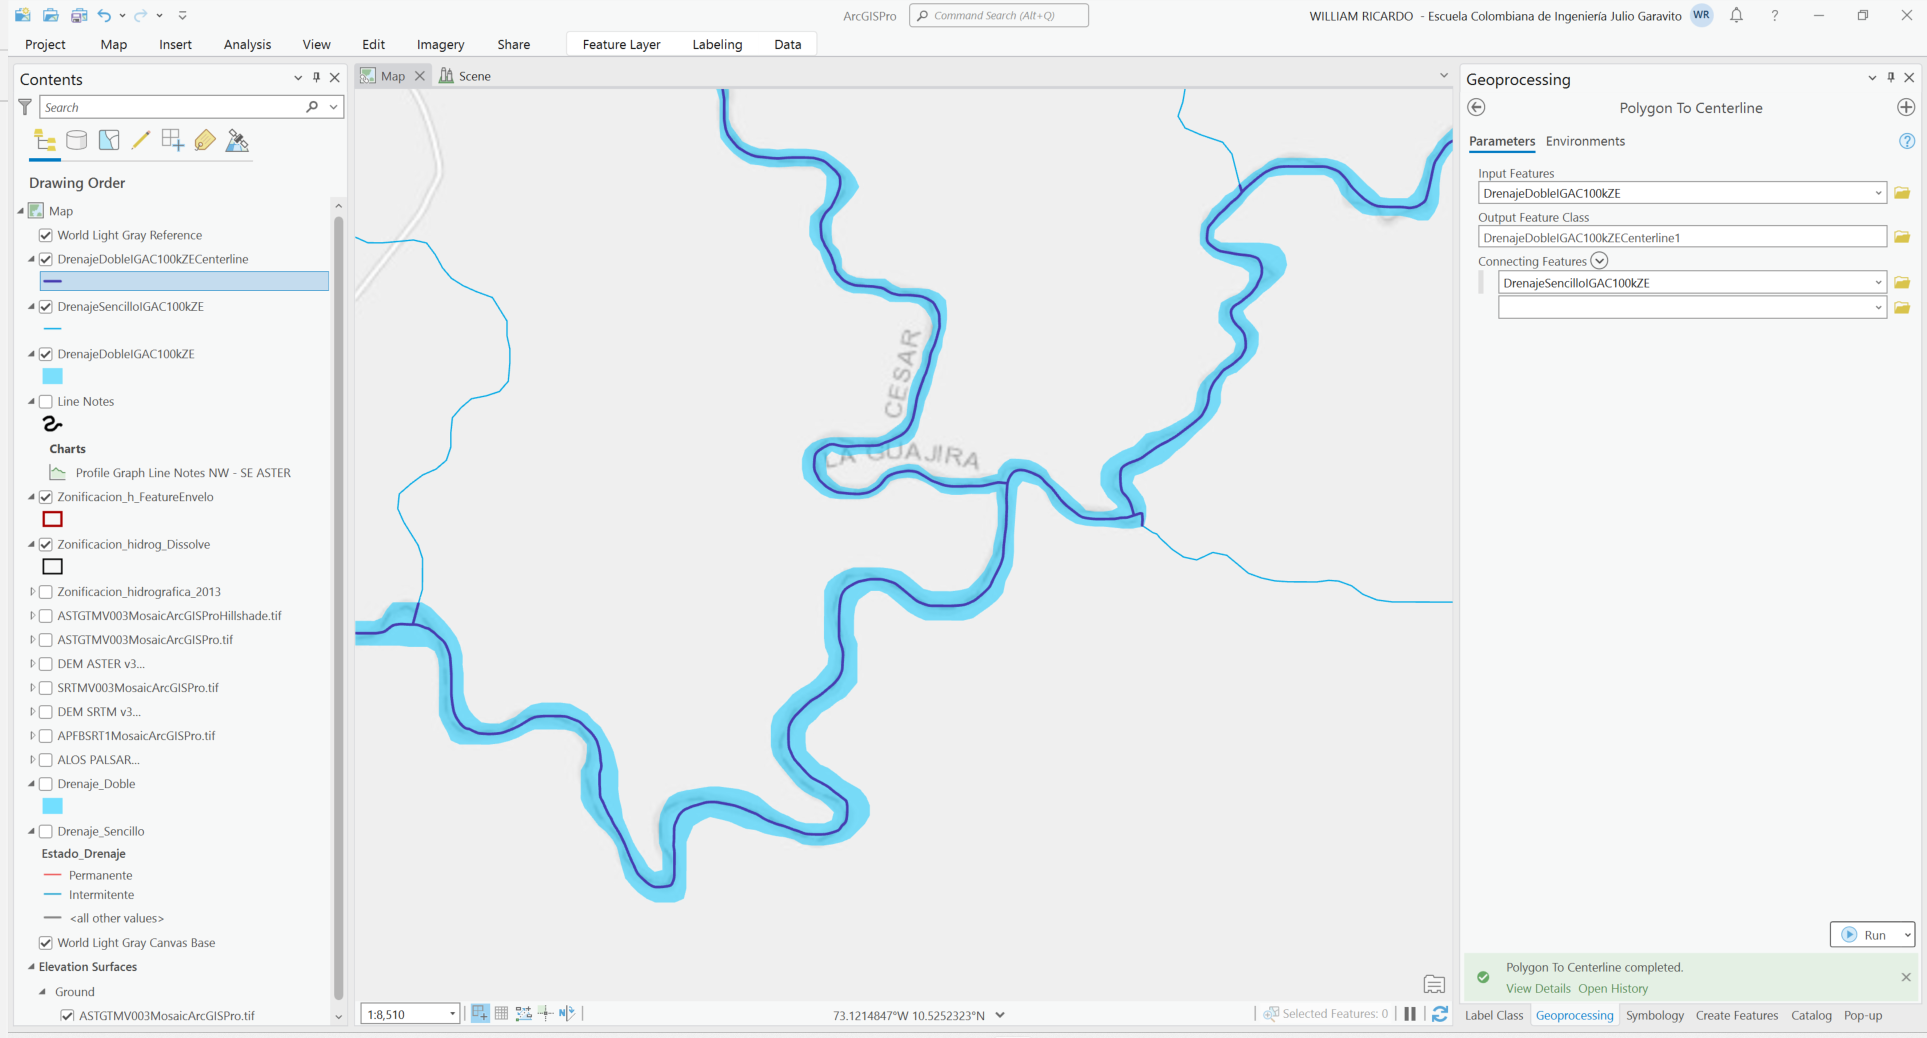 ArcGISPro
Command Search (Alt+Q)
WILLIAM RICARDO - Escuela Colombiana de Ingeniería Julio Garavito
WR
?
Project Map Insert Analysis View Edit Imagery Share Feature Layer Labeling Data
Contents
Search
Drawing Order
Map
World Light Gray Reference
DrenajeDobleIGAC100kZECenterline
DrenajeSencilloIGAC100kZE
DrenajeDobleIGAC100kZE
Line Notes
Charts
Profile Graph Line Notes NW - SE ASTER
Zonificacion_h_FeatureEnvelo
Zonificacion_hidrog_Dissolve
Zonificacion_hidrografica_2013
ASTGTMV003MosaicArcGISProHillshade.tif
ASTGTMV003MosaicArcGISPro.tif
DEM ASTER v3...
SRTMV003MosaicArcGISPro.tif
DEM SRTM v3...
APFBSRT1MosaicArcGISPro.tif
ALOS PALSAR...
Drenaje_Doble
Drenaje_Sencillo
Estado_Drenaje
Permanente
Intermitente
<all other values>
World Light Gray Canvas Base
Elevation Surfaces
Ground
ASTGTMV003MosaicArcGISPro.tif
Map
Scene
CESAR
LA GUAJIRA
1:8,510
N
73.1214847°W 10.5252323°N
Selected Features: 0
Geoprocessing
Polygon To Centerline
Parameters Environments
?
Input Features
DrenajeDobleIGAC100kZE
Output Feature Class
DrenajeDobleIGAC100kZECenterline1
Connecting Features
DrenajeSencilloIGAC100kZE
Run
Polygon To Centerline completed.
View Details Open History
Label Class Geoprocessing Symbology Create Features Catalog Pop-up